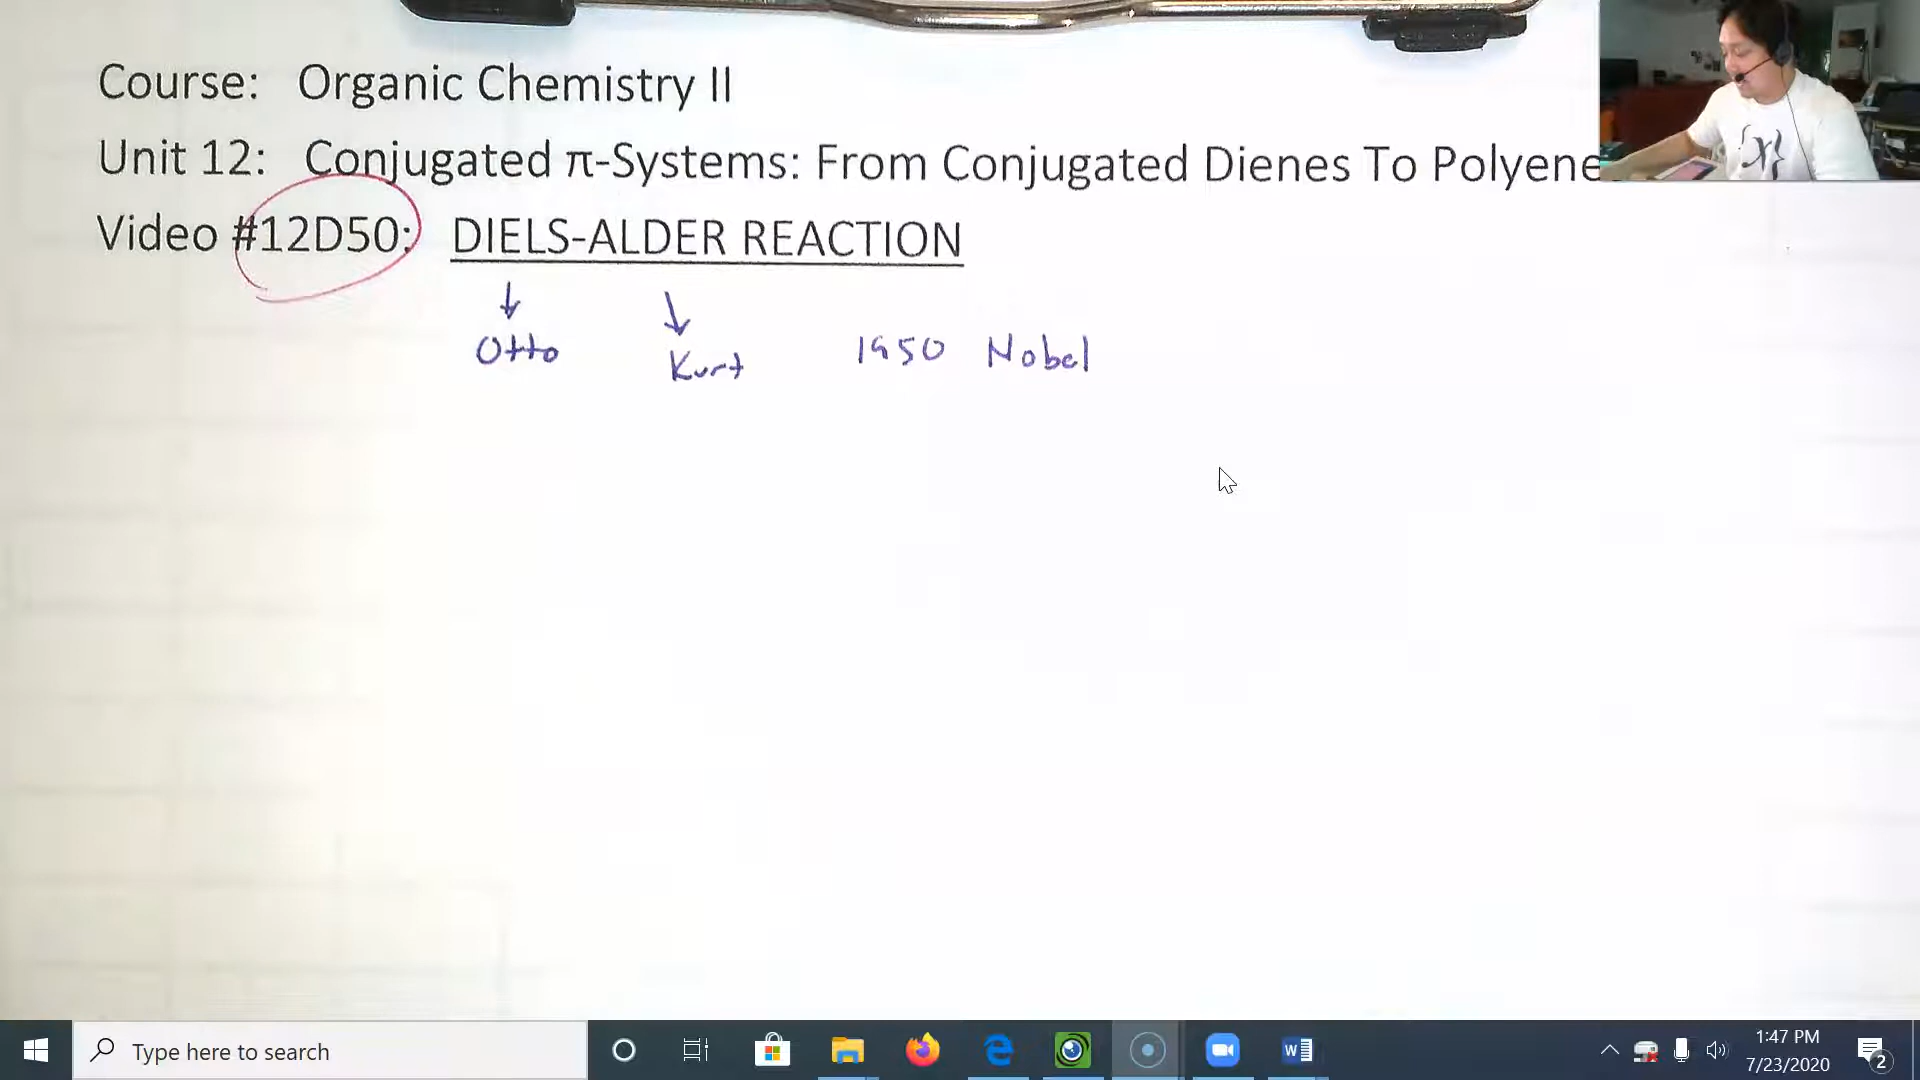 Course: Organic Chemistry II
Unit 12: Conjugated π-Systems: From Conjugated Dienes To Polyene
Video #12D50: DIELS-ALDER REACTION
↓ ↓
Otto Kurt 1950 Nobel
{X}
Type here to search
W
1:47 PM
7/23/2020
2